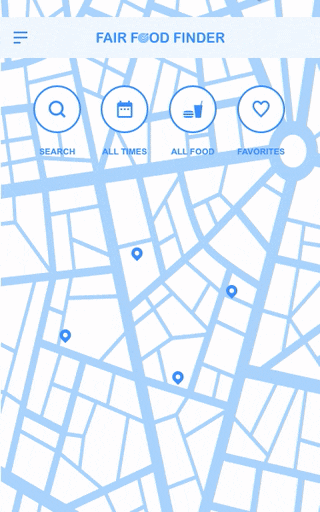 FAIR FOOD FINDER
SEARCH
ALL TIMES
ALL FOOD
FAVORITES